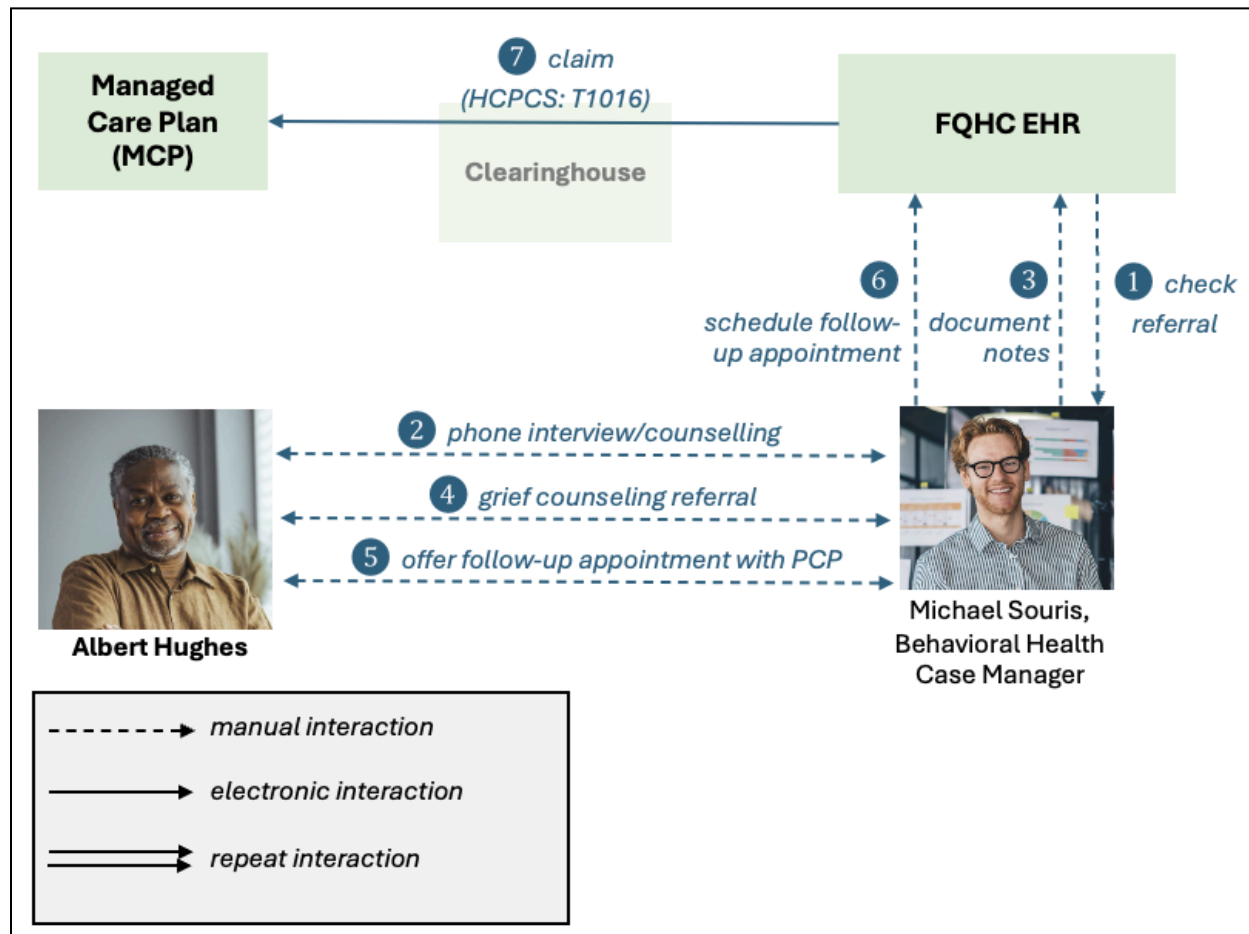 7 claim
(HCPCS: T1016)
Managed
Care Plan
(MCP)
FQHC EHR
Clearinghouse
6
schedule follow-
up appointment
3
document
notes
1 check
referral
2 phone interview/counselling
4 grief counseling referral
5 offer follow-up appointment with PCP
Albert Hughes
Michael Souris,
Behavioral Health
Case Manager
manual interaction
electronic interaction
repeat interaction